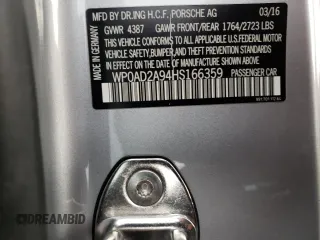 MFD BY DR.ING H.C.F. PORSCHE AG 03/16
MADE IN GERMANY GVWR 4387 GAWR FRONT/REAR 1764/2723 LBS
THIS VEHICLE CONFORMS TO ALL APPLICABLE U.S. FEDERAL MOTOR
VEHICLE SAFETY, BUMPER, AND THEFT PREVENTION STANDARDS
IN EFFECT ON THE DATE OF MANUFACTURE SHOWN ABOVE.
WP0AD2A94HS166359 PASSENGER CAR
DREAMBID